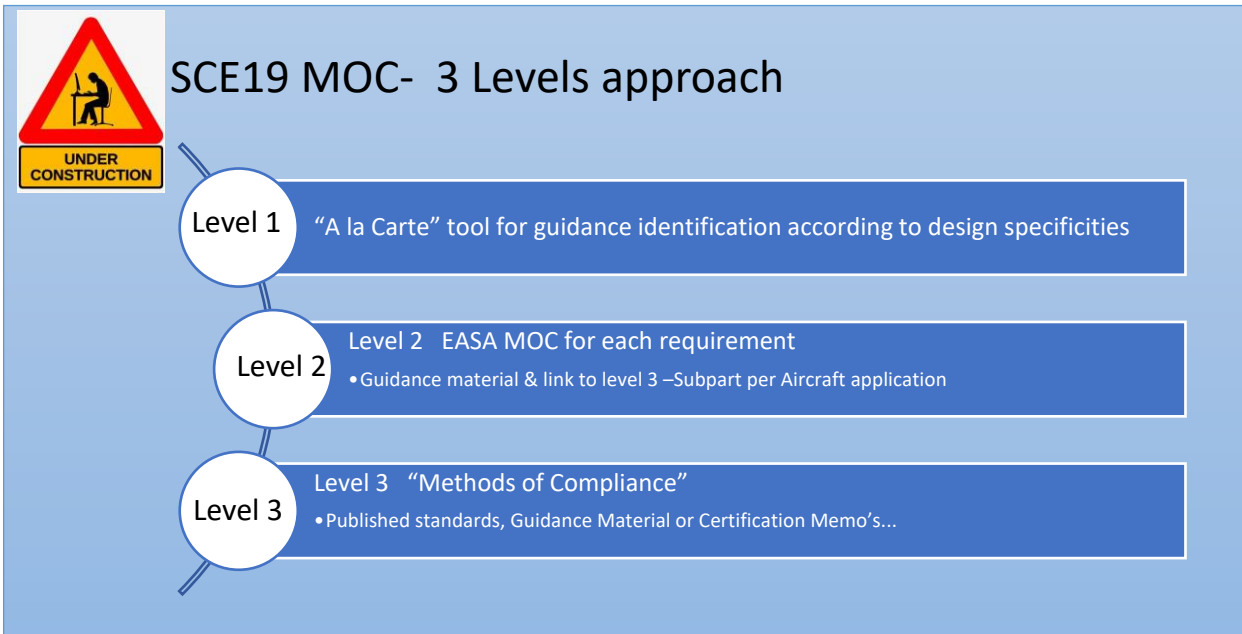 UNDER
CONSTRUCTION
SCE19 MOC- 3 Levels approach
Level 1
“A la Carte” tool for guidance identification according to design specificities
Level 2
Level 2 EASA MOC for each requirement
•Guidance material & link to level 3 –Subpart per Aircraft application
Level 3
Level 3 “Methods of Compliance”
•Published standards, Guidance Material or Certification Memo’s...